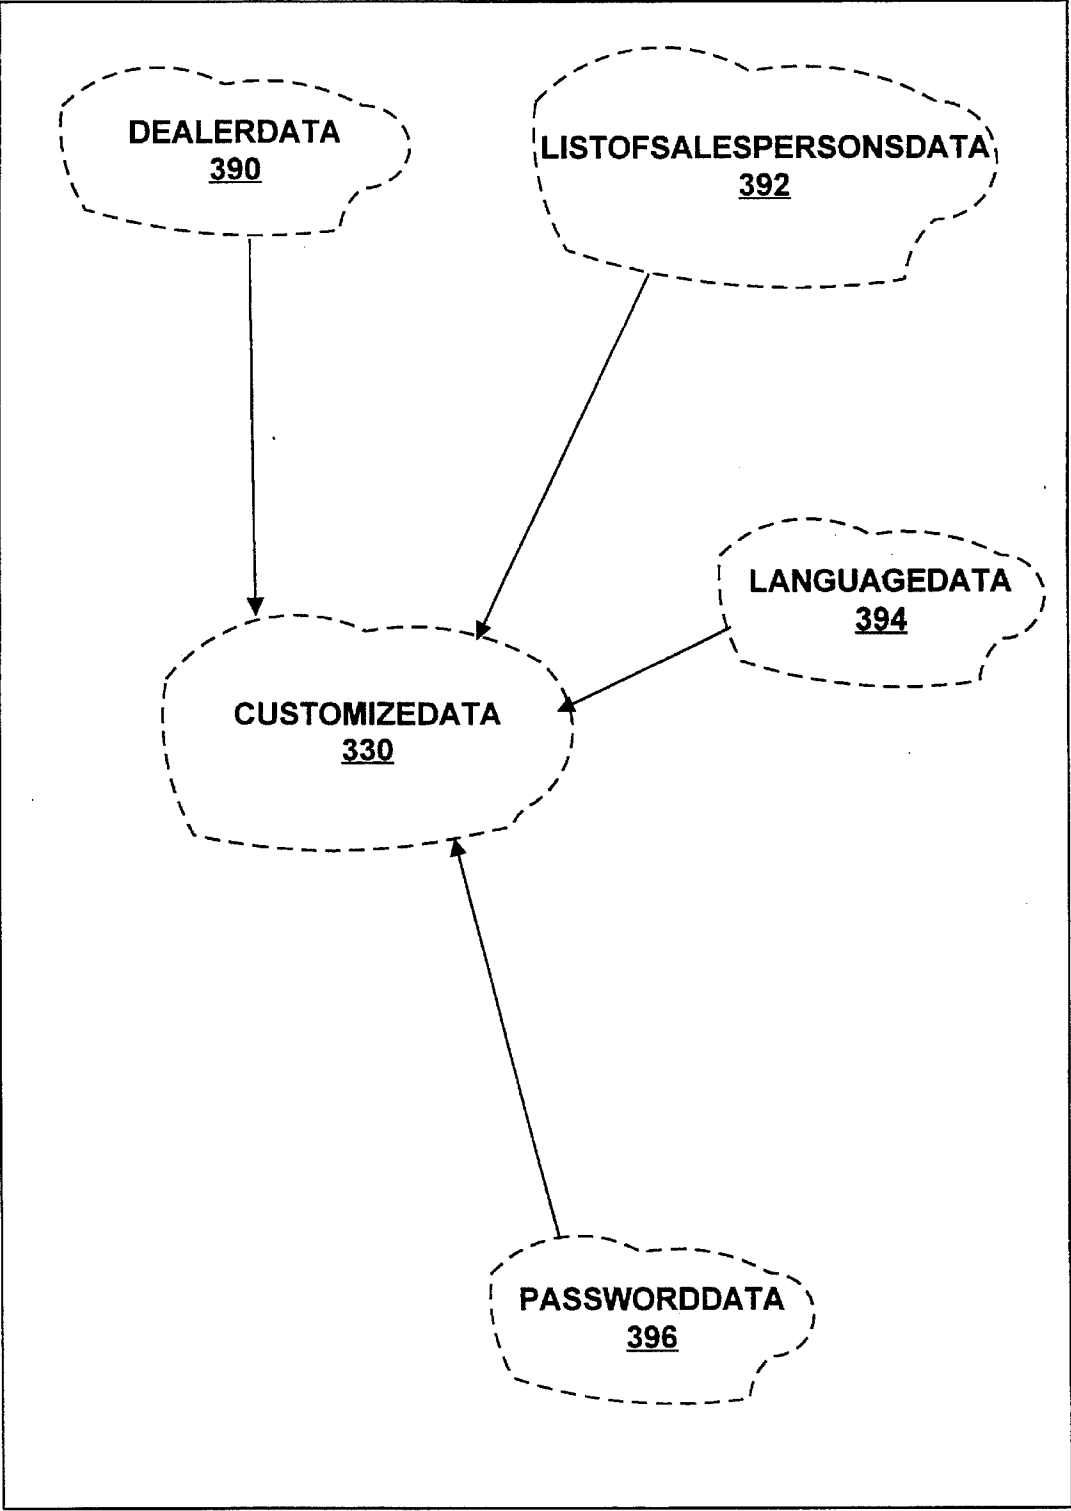 DEALERDATA
390
LISTOFSALESPERSONSDATA
392
LANGUAGEDATA
394
CUSTOMIZEDATA
330
PASSWORDDATA
396